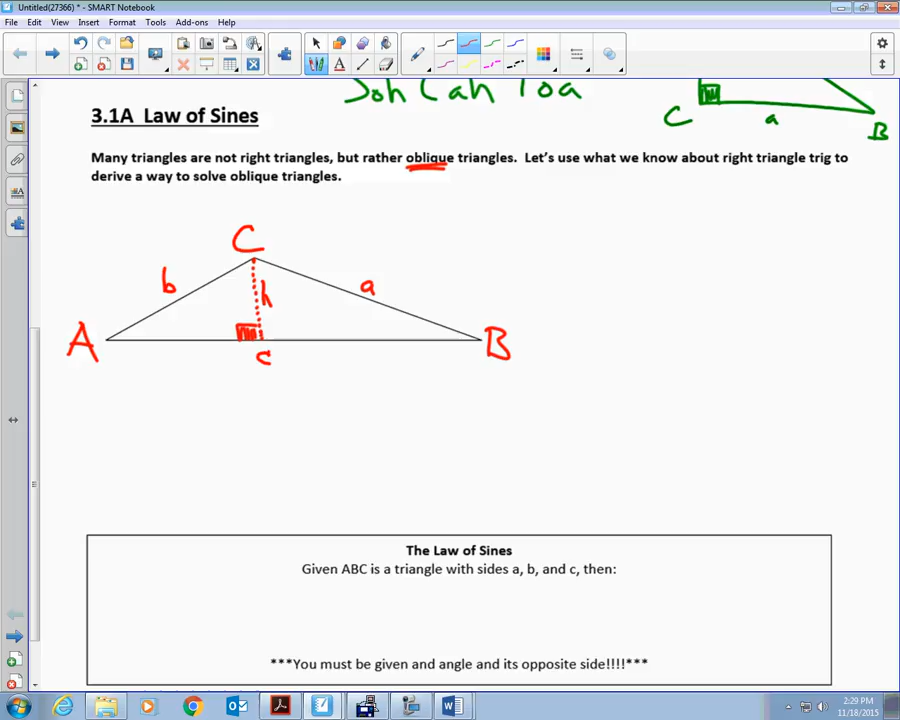 Untitled(27366) * - SMART Notebook
File Edit View Insert Format Tools Add-ons Help
Soh Cah Toa
C a B
3.1A Law of Sines
Many triangles are not right triangles, but rather oblique triangles. Let's use what we know about right triangle trig to
derive a way to solve oblique triangles.
C
b h a
A B
c
The Law of Sines
Given ABC is a triangle with sides a, b, and c, then:
***You must be given and angle and its opposite side!!!!***
2:29 PM
11/18/2015